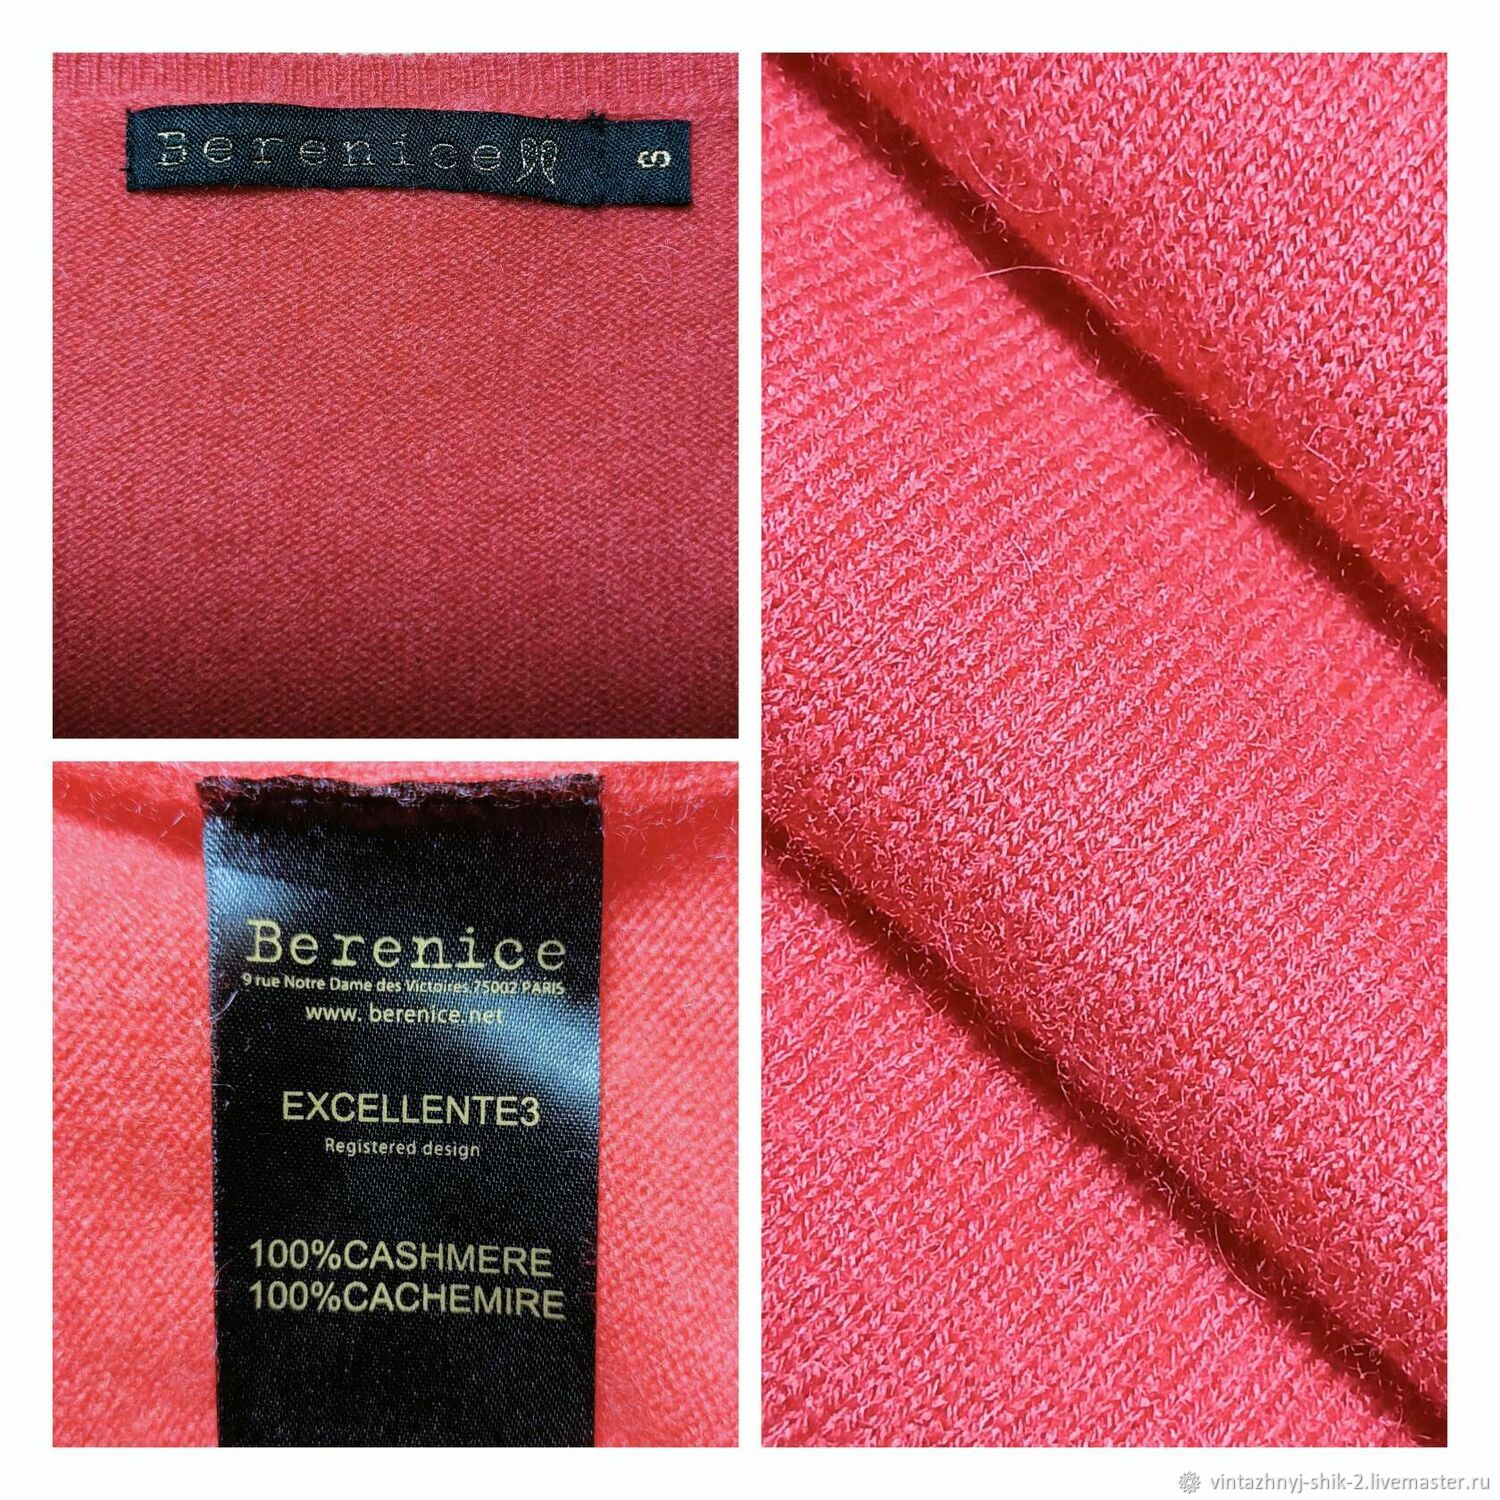 Berenice
S
Berenice
9 rue Notre Dame des Victoires 75002 PARIS
www. berenice.net
EXCELLENTE3
Registered design
100%CASHMERE
100%CACHEMIRE
vintazhnyj-shik-2.livemaster.ru